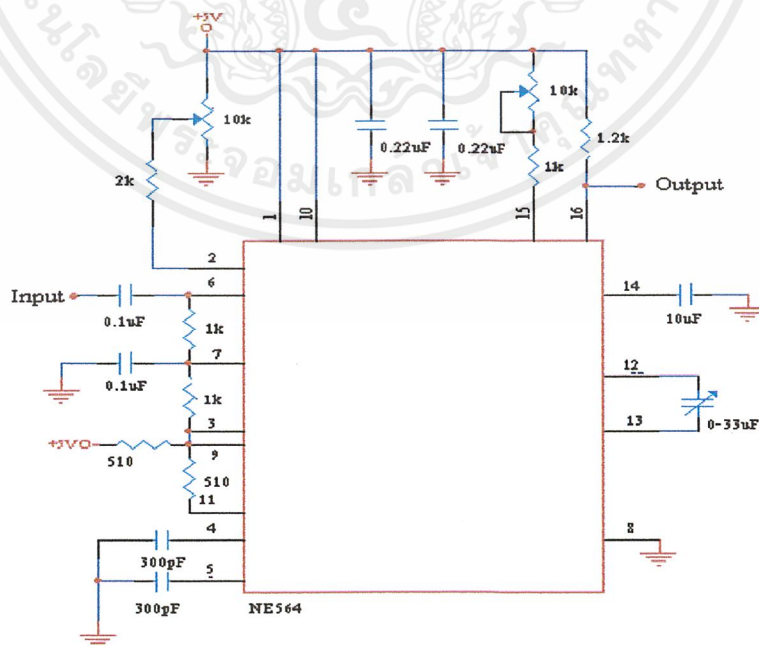 +5V
10k
0.22uF
0.22uF
10k
1k
1.2k
Output
2k
1
10
15
16
2
Input
6
0.1uF
1k
14
10uF
7
0.1uF
1k
12
13
0-33uF
3
+5V
510
9
510
11
4
300pF
8
5
300pF
NE564